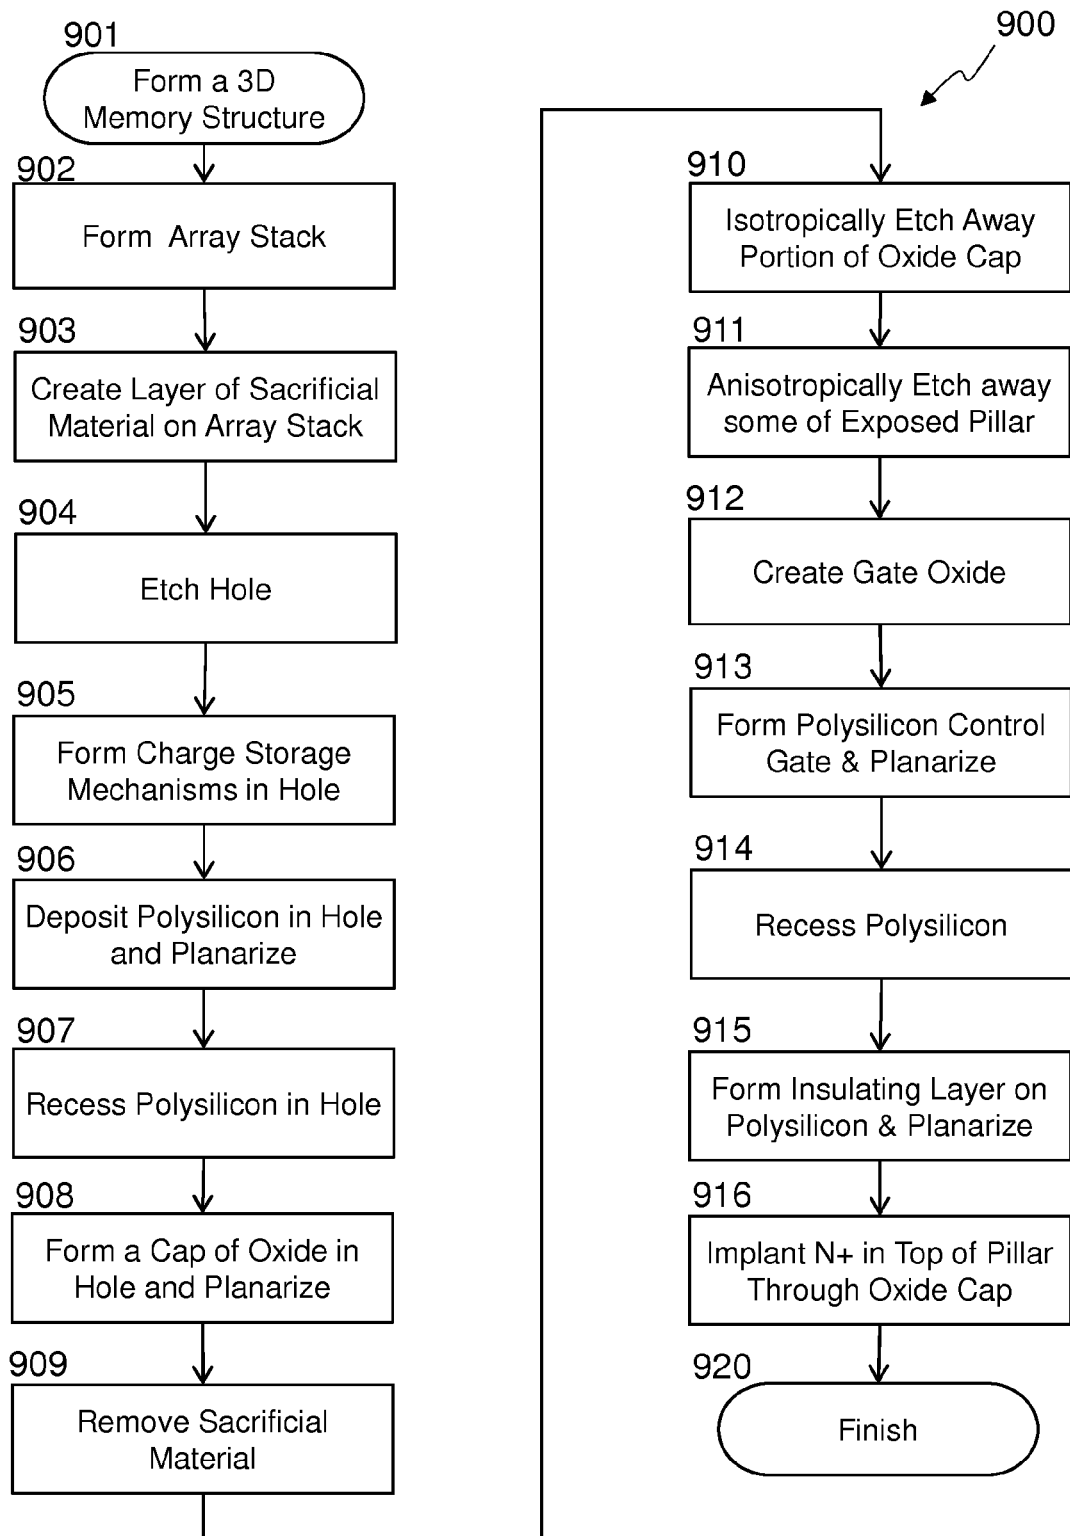 900
901
Form a 3D
Memory Structure
902
Form Array Stack
903
Create Layer of Sacrificial
Material on Array Stack
904
Etch Hole
905
Form Charge Storage
Mechanisms in Hole
906
Deposit Polysilicon in Hole
and Planarize
907
Recess Polysilicon in Hole
908
Form a Cap of Oxide in
Hole and Planarize
909
Remove Sacrificial
Material
910
Isotropically Etch Away
Portion of Oxide Cap
911
Anisotropically Etch away
some of Exposed Pillar
912
Create Gate Oxide
913
Form Polysilicon Control
Gate & Planarize
914
Recess Polysilicon
915
Form Insulating Layer on
Polysilicon & Planarize
916
Implant N+ in Top of Pillar
Through Oxide Cap
920
Finish